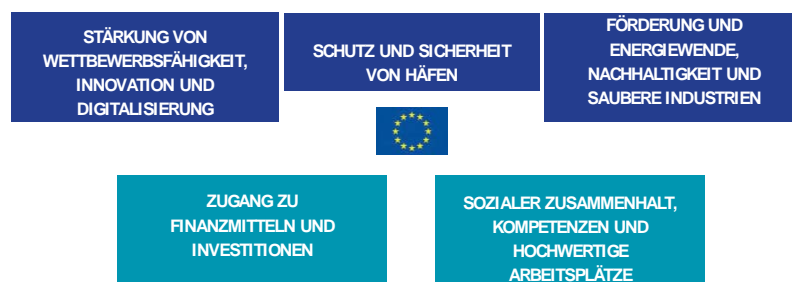 STÄRKUNG VON
WETTBEWERBSFÄHIGKEIT,
INNOVATION UND
DIGITALISIERUNG
SCHUTZ UND SICHERHEIT
VON HÄFEN
FÖRDERUNG UND
ENERGIEWENDE,
NACHHALTIGKEIT UND
SAUBERE INDUSTRIEN
ZUGANG ZU
FINANZMITTELN UND
INVESTITIONEN
SOZIALER ZUSAMMENHALT,
KOMPETENZEN UND
HOCHWERTIGE
ARBEITSPLÄTZE